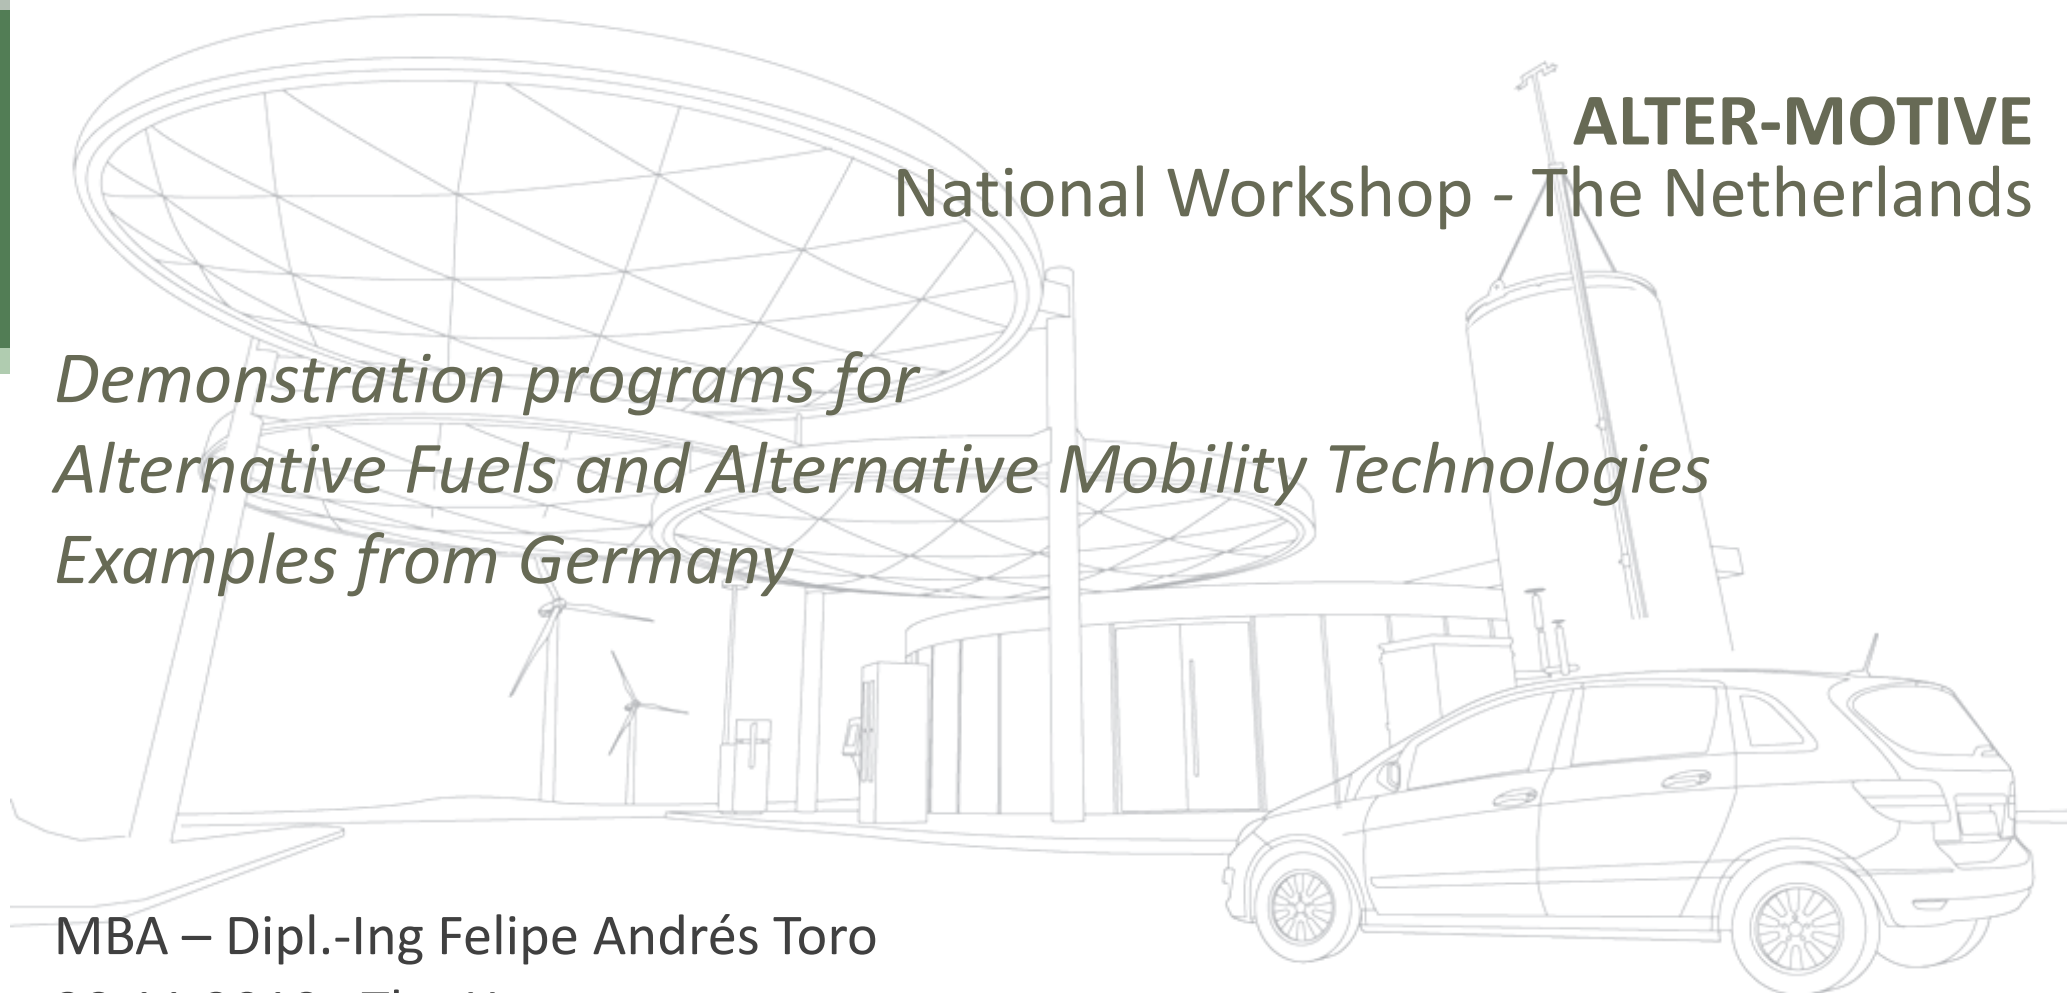 ALTER-MOTIVE
National Workshop - The Netherlands
Demonstration programs for
Alternative Fuels and Alternative Mobility Technologies
Examples from Germany
MBA – Dipl.-Ing Felipe Andrés Toro